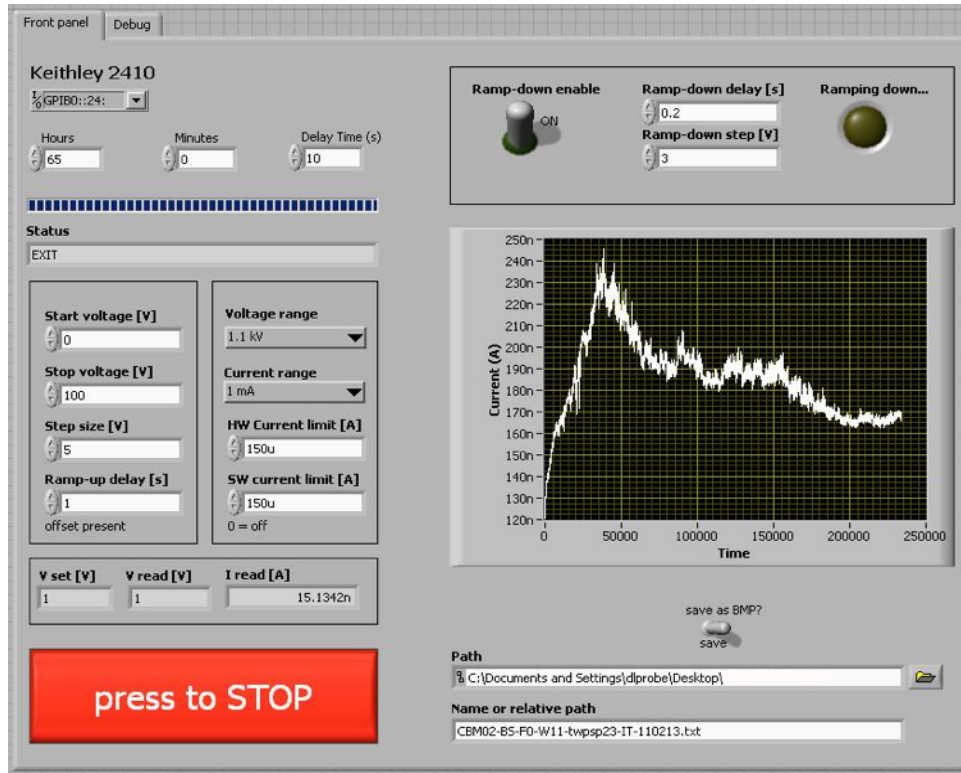 Front panel
Debug
Keithley 2410
GPIB0::24:
Hours
Minutes
Delay Time (s)
65
0
10
Status
EXIT
Start voltage [V]
0
Stop voltage [V]
100
Step size [V]
5
Ramp-up delay [s]
1
offset present
Voltage range
1.1 kV
Current range
1 mA
HW Current limit [A]
150u
SW current limit [A]
150u
0 = off
V set [V]
V read [V]
I read [A]
1
1
15.1342n
press to STOP
Ramp-down enable
ON
Ramp-down delay [s]
0.2
Ramp-down step [V]
3
Ramping down...
250n
240n
230n
220n
210n
200n
190n
180n
170n
160n
150n
140n
130n
120n
Current (A)
0
50000
100000
150000
200000
250000
Time
save as BMP?
save
Path
C:\Documents and Settings\dlprobe\Desktop\
Name or relative path
CBM02-BS-F0-W11-twpsp23-IT-110213.txt